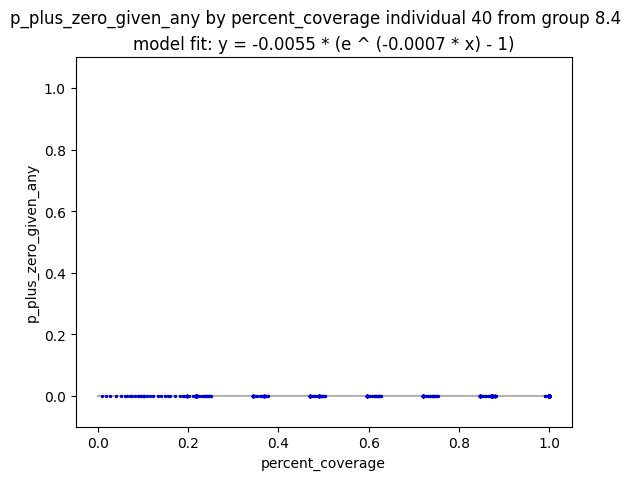 p_plus_zero_given_any by percent_coverage individual 40 from group 8.4
model fit: y = -0.0055 * (e ^ (-0.0007 * x) - 1)
1.0
0.8
0.6
0.4
0.2
0.0
p_plus_zero_given_any
0.0 0.2 0.4 0.6 0.8 1.0
percent_coverage